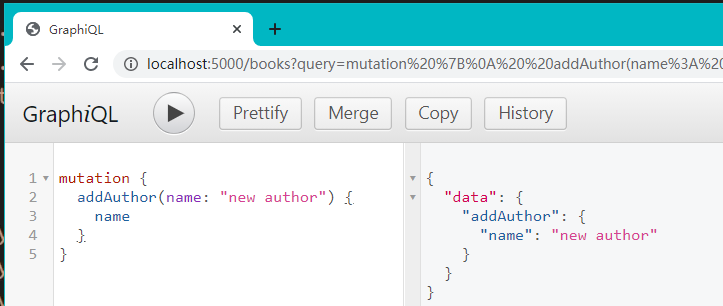 GraphiQL
localhost:5000/books?query=mutation%20%7B%0A%20%20addAuthor(name%3A%20
GraphiQL Prettify Merge Copy History
1 mutation {
2 addAuthor(name: "new author") {
3 name
4 }
5 }
{
"data": {
"addAuthor": {
"name": "new author"
}
}
}